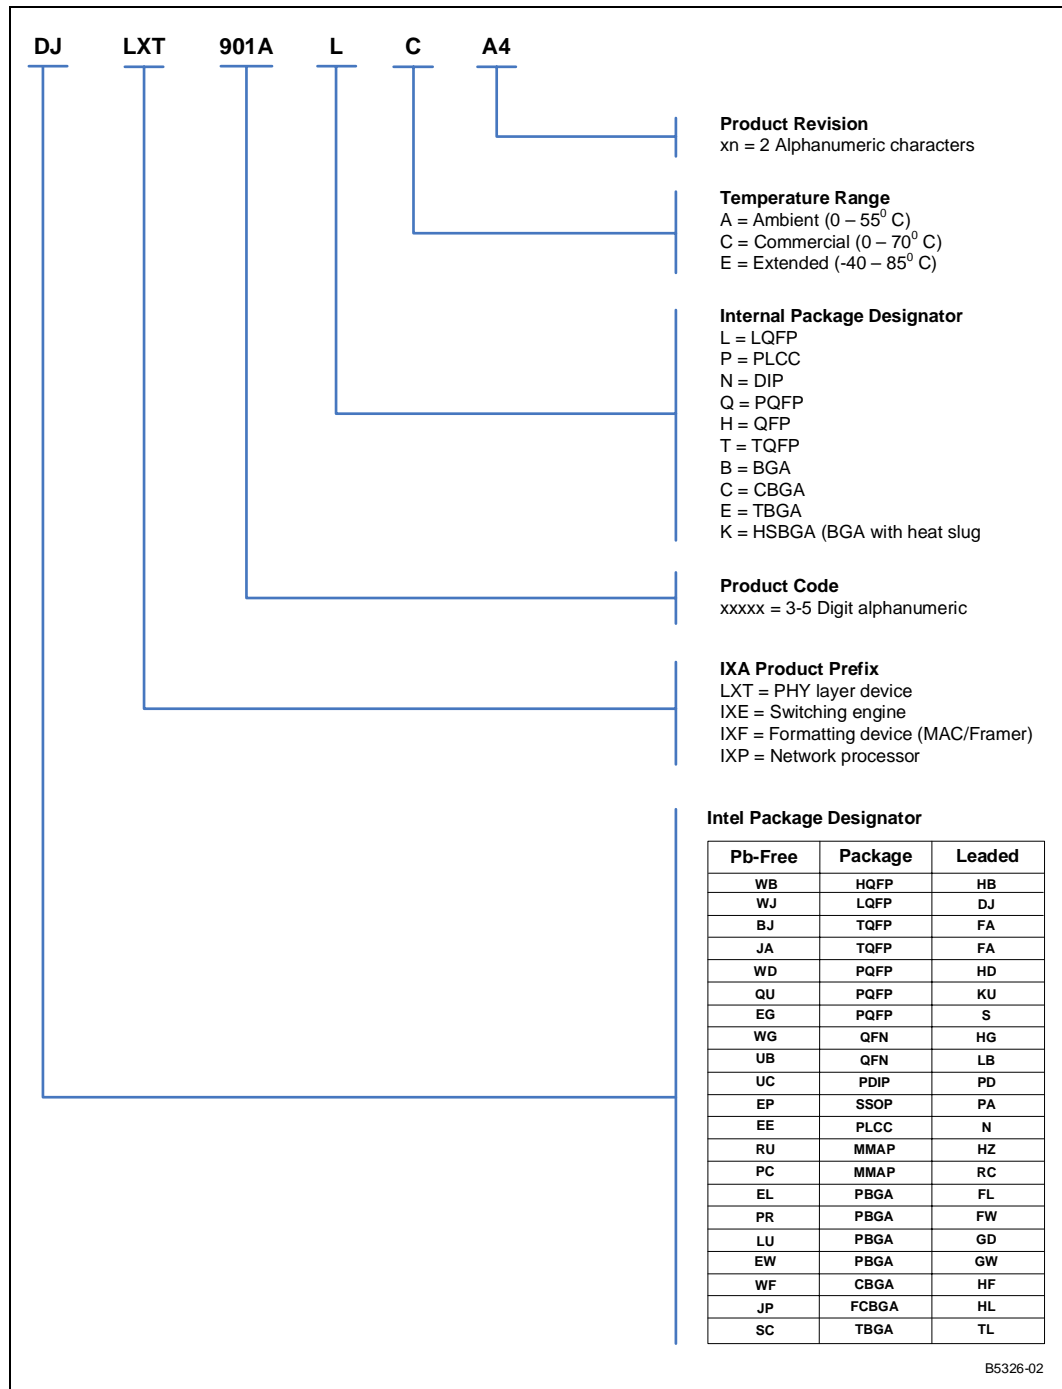 DJ LXT 901A L C A4
Product Revision
xn = 2 Alphanumeric characters
Temperature Range
A = Ambient (0 – 55⁰ C)
C = Commercial (0 – 70⁰ C)
E = Extended (-40 – 85⁰ C)
Internal Package Designator
L = LQFP
P = PLCC
N = DIP
Q = PQFP
H = QFP
T = TQFP
B = BGA
C = CBGA
E = TBGA
K = HSBGA (BGA with heat slug
Product Code
xxxxx = 3-5 Digit alphanumeric
IXA Product Prefix
LXT = PHY layer device
IXE = Switching engine
IXF = Formatting device (MAC/Framer)
IXP = Network processor
Intel Package Designator
Pb-Free Package Leaded
WB HQFP HB
WJ LQFP DJ
BJ TQFP FA
JA TQFP FA
WD PQFP HD
QU PQFP KU
EG PQFP S
WG QFN HG
UB QFN LB
UC PDIP PD
EP SSOP PA
EE PLCC N
RU MMAP HZ
PC MMAP RC
EL PBGA FL
PR PBGA FW
LU PBGA GD
EW PBGA GW
WF CBGA HF
JP FCBGA HL
SC TBGA TL
B5326-02